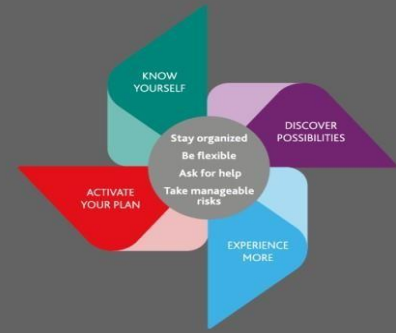 KNOW
YOURSELF
DISCOVER
POSSIBILITIES
Stay organized
Be flexible
Ask for help
Take manageable
risks
ACTIVATE
YOUR PLAN
EXPERIENCE
MORE